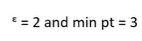 ε = 2 and min pt = 3